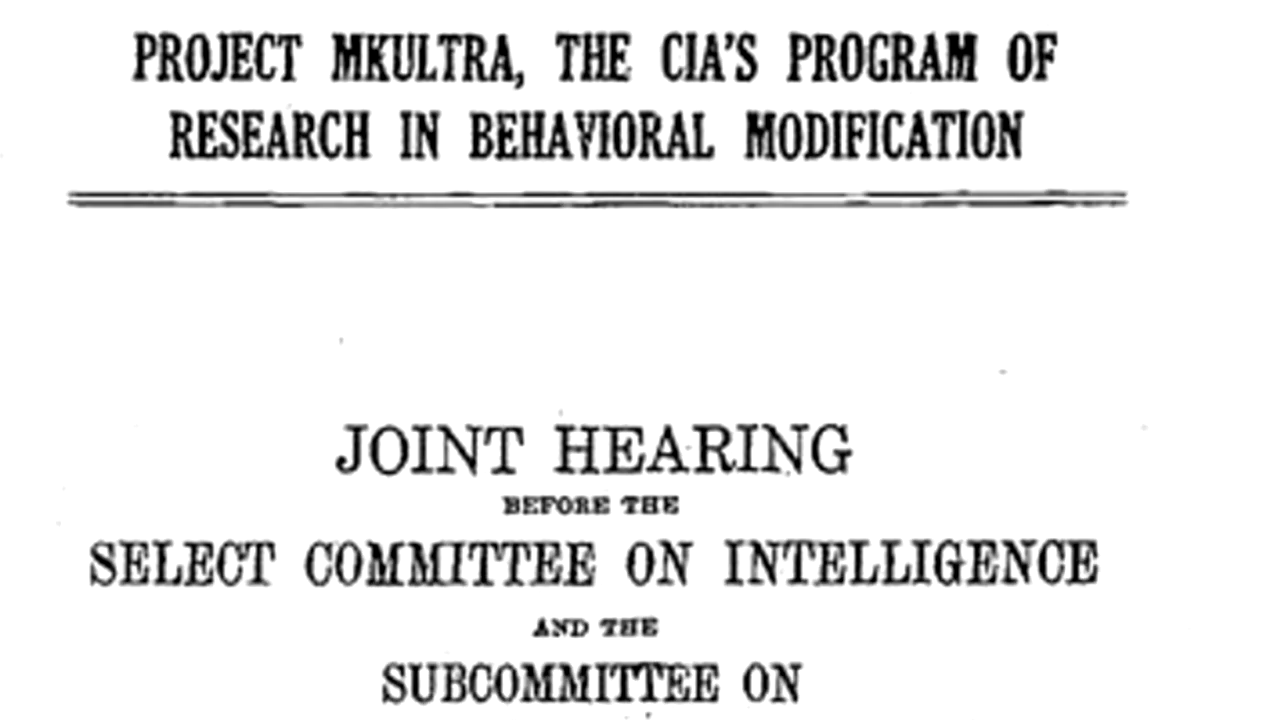 PROJECT MKULTRA, THE CIA'S PROGRAM OF
RESEARCH IN BEHAVIORAL MODIFICATION
JOINT HEARING
BEFORE THE
SELECT COMMITTEE ON INTELLIGENCE
AND THE
SUBCOMMITTEE ON